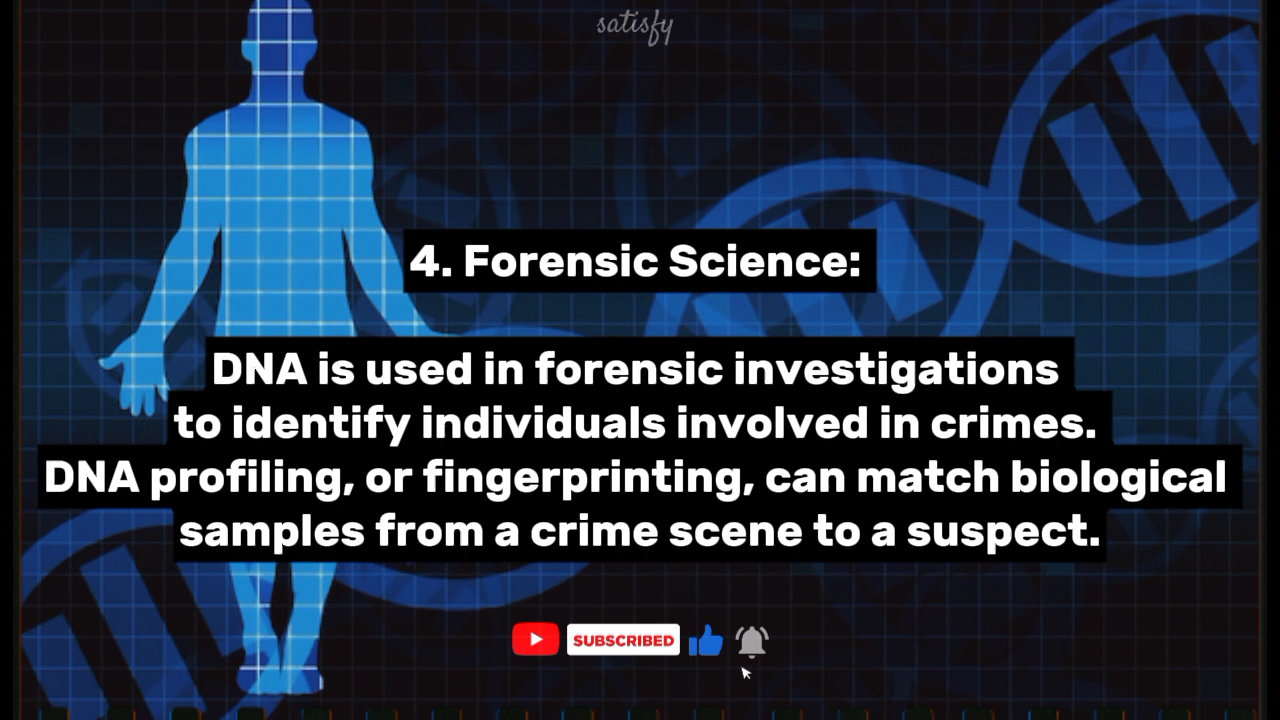 satisfy
4. Forensic Science:
DNA is used in forensic investigations
to identify individuals involved in crimes.
DNA profiling, or fingerprinting, can match biological
samples from a crime scene to a suspect.
SUBSCRIBED